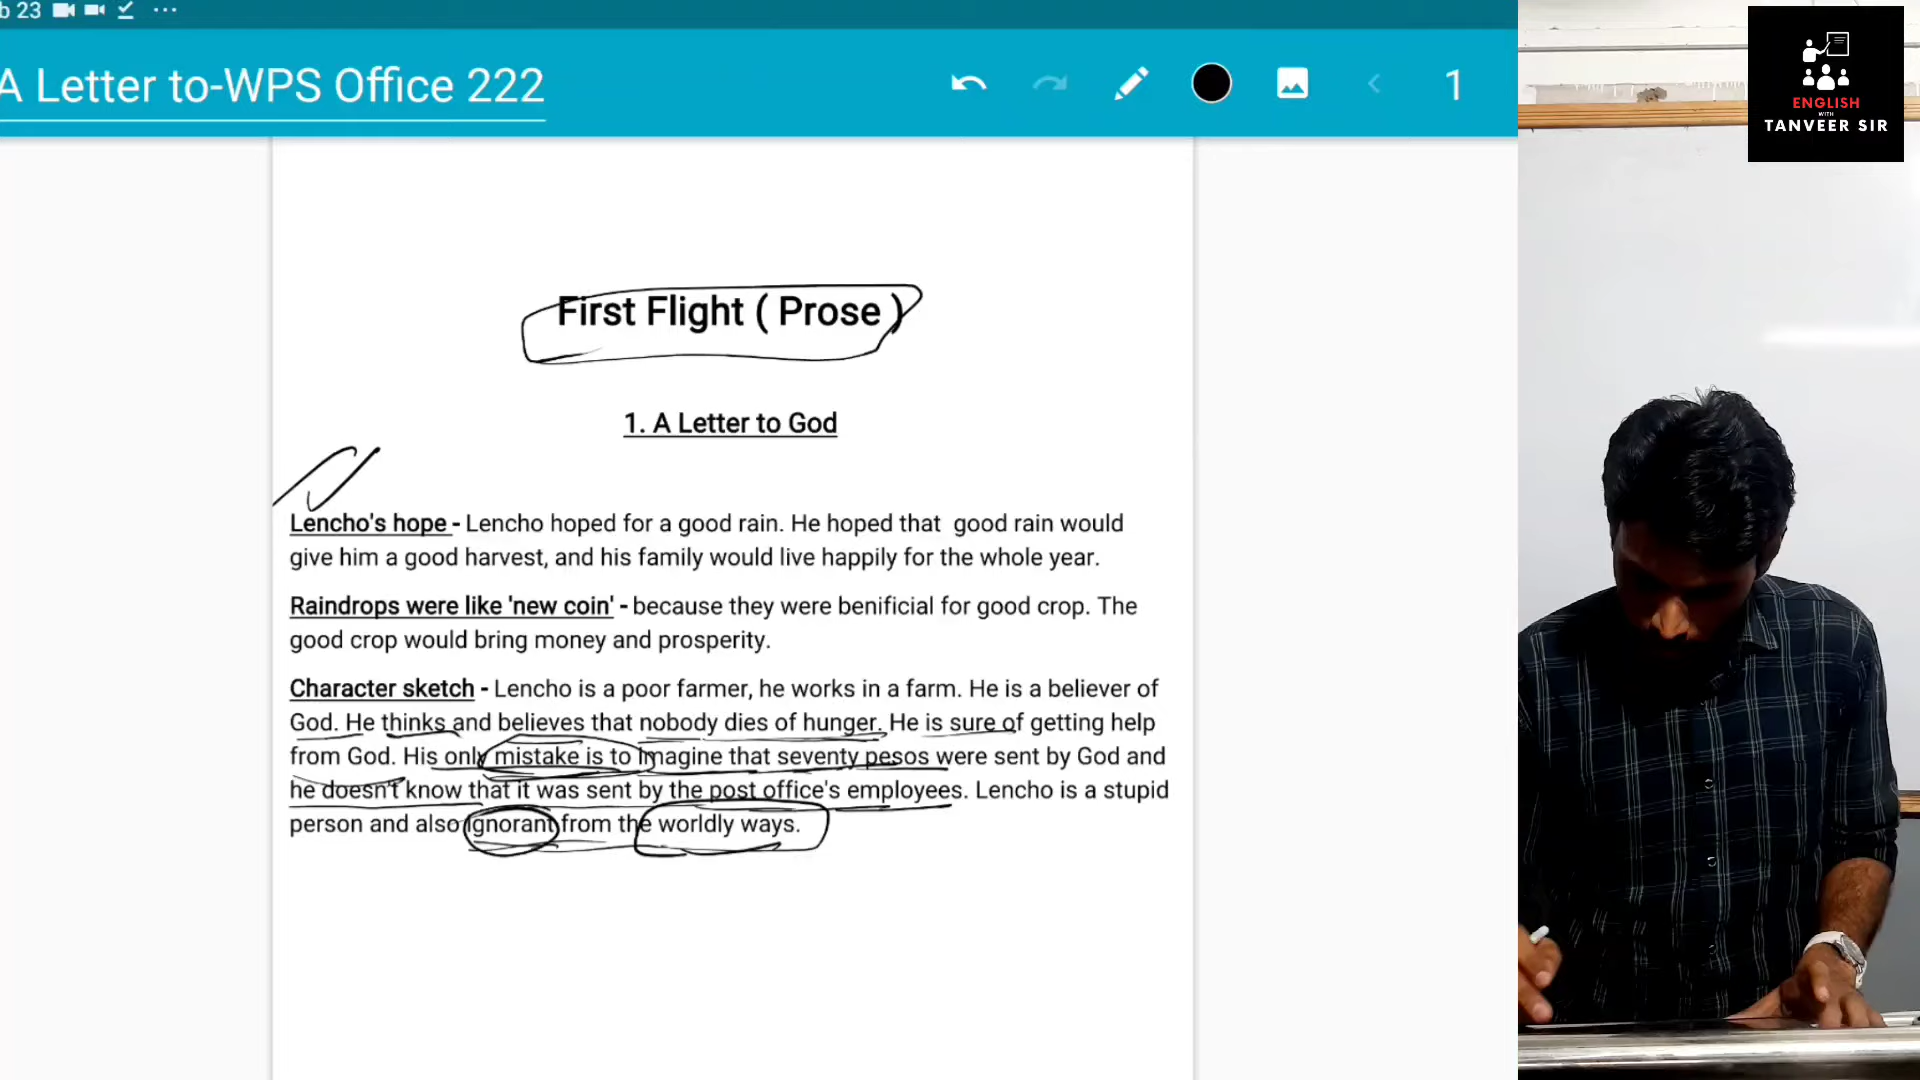 b 23
A Letter to-WPS Office 222
1
ENGLISH
WITH
TANVEER SIR
First Flight ( Prose )
1. A Letter to God
Lencho's hope - Lencho hoped for a good rain. He hoped that good rain would
give him a good harvest, and his family would live happily for the whole year.
Raindrops were like 'new coin' - because they were benificial for good crop. The
good crop would bring money and prosperity.
Character sketch - Lencho is a poor farmer, he works in a farm. He is a believer of
God. He thinks and believes that nobody dies of hunger. He is sure of getting help
from God. His only mistake is to imagine that seventy pesos were sent by God and
he doesn't know that it was sent by the post office's employees. Lencho is a stupid
person and also ignorant from the worldly ways.